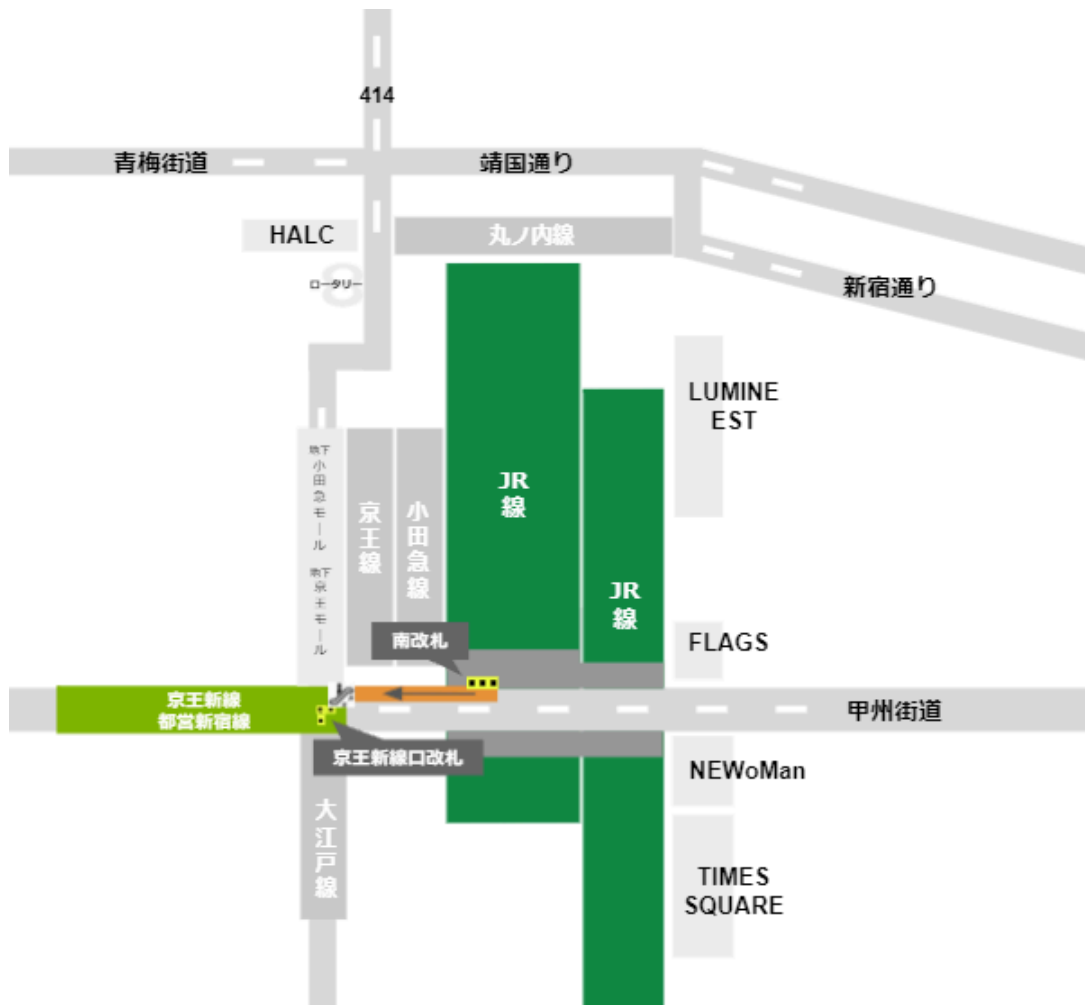 414
青梅街道
靖国通り
HALC
丸ノ内線
ロータリー
8
新宿通り
LUMINE
EST
地下
小田急モール
地下
京王モール
京王線
小田急線
JR
線
JR
線
南改札
FLAGS
京王新線
都営新宿線
甲州街道
京王新線口改札
NEWoMan
大江戸線
TIMES
SQUARE